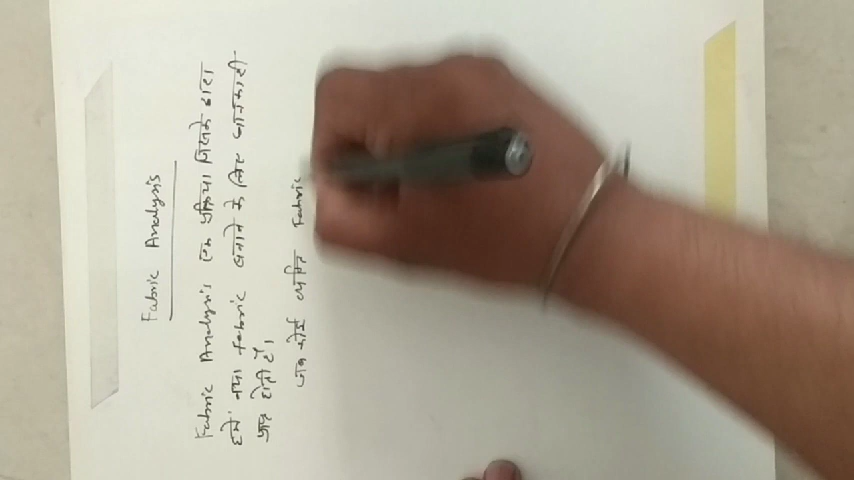 Fabric Analysis
Fabric Analysis एक प्रक्रिया जिसके द्वारा
हमें नया Fabric बनाने के लिए जानकारी
प्राप्त होती है।
जब कोई व्यक्ति Fabric